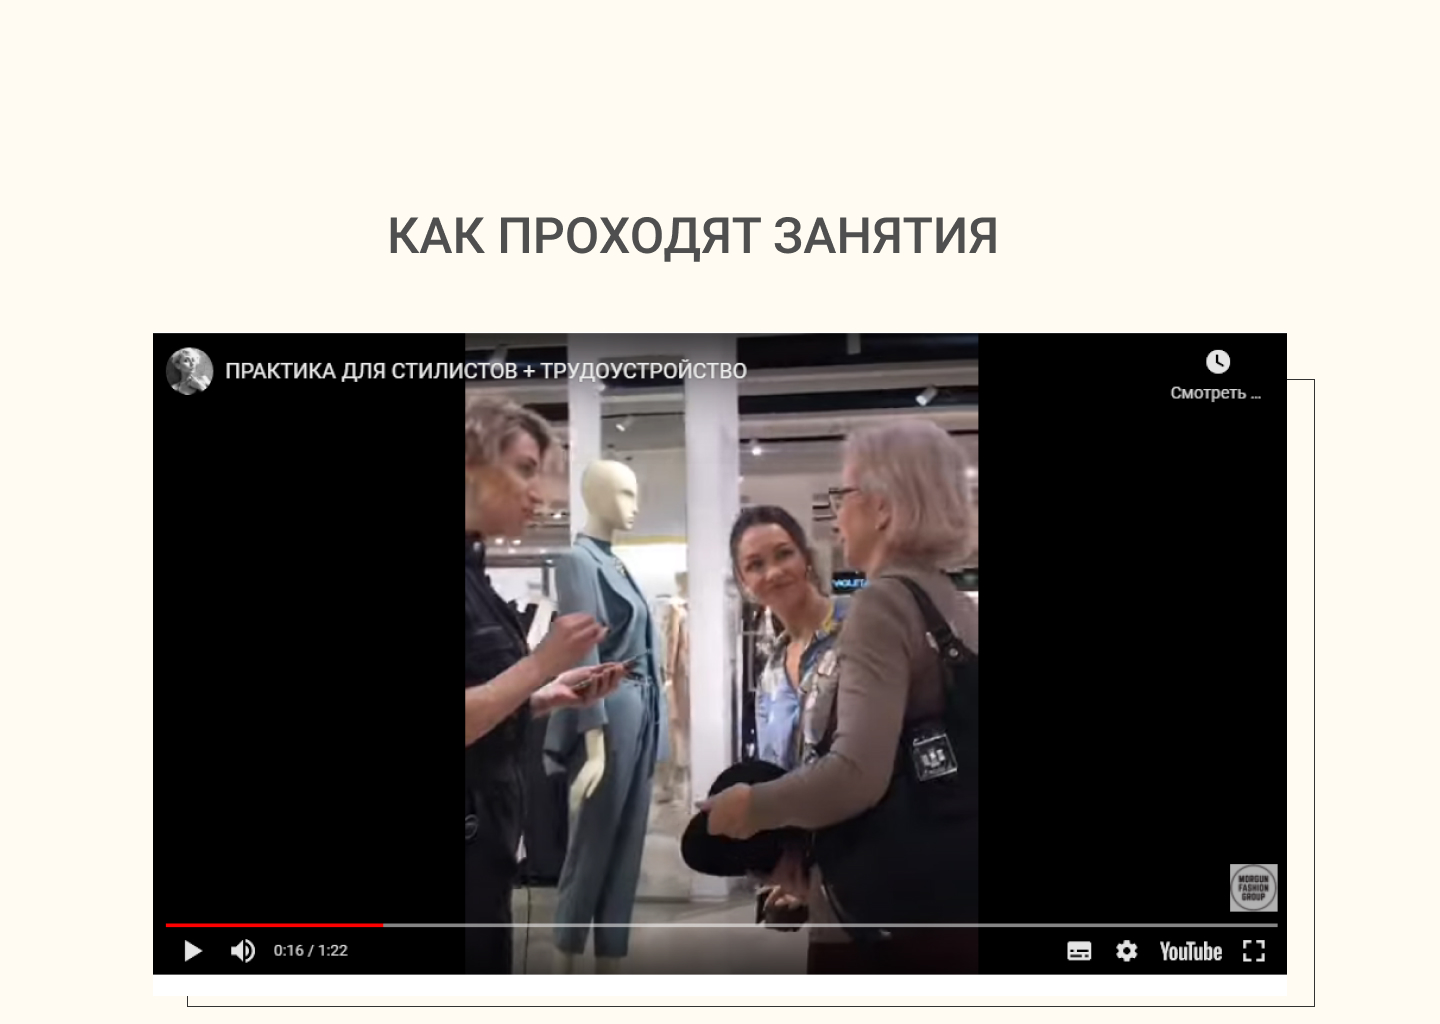 КАК ПРОХОДЯТ ЗАНЯТИЯ
ПРАКТИКА ДЛЯ СТИЛИСТОВ + ТРУДОУСТРОЙСТВО
Смотреть ...
MORGUN
FASHION
GROUP
0:16 / 1:22
YouTube